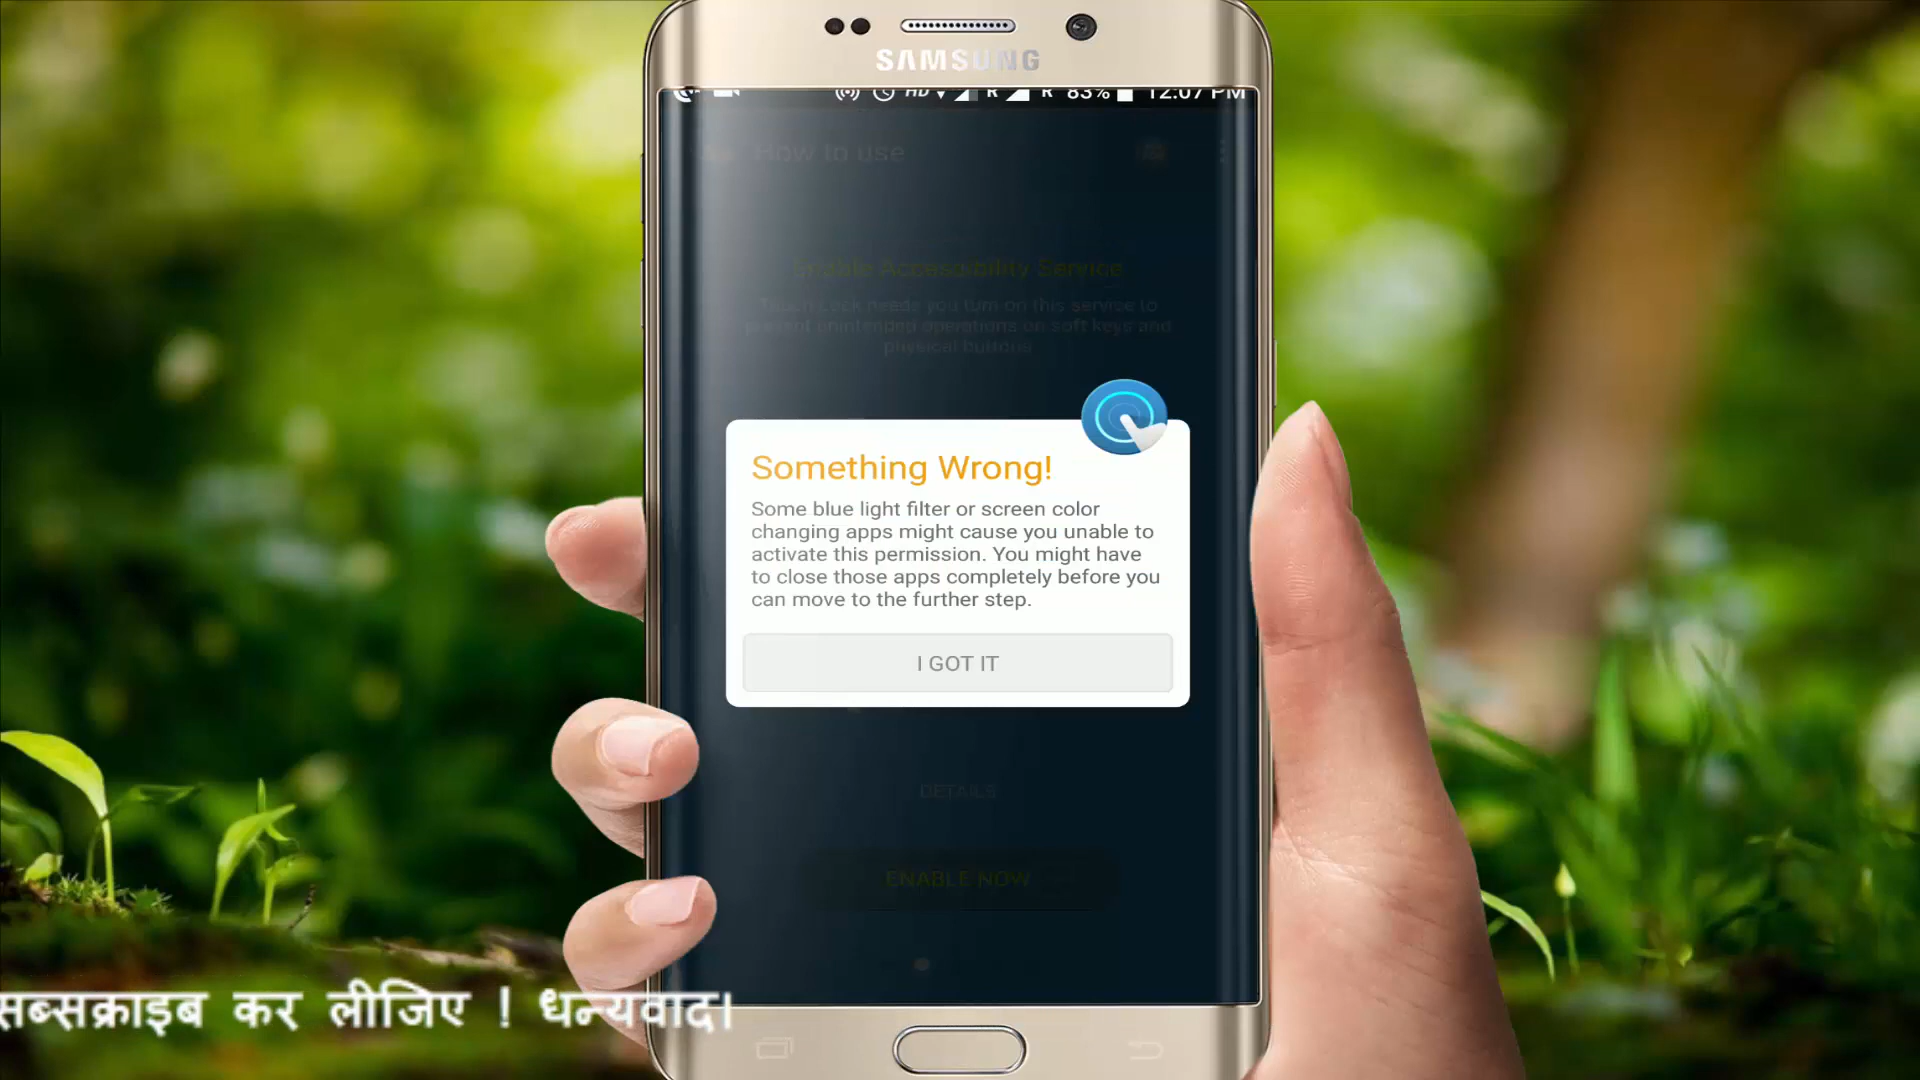 SAMSUNG
HD R R 83% 12:07 PM
How to use
Enable Accessibility Service
Touch Lock needs you turn on this service to
prevent unintended operations on soft keys and
physical buttons
Something Wrong!
Some blue light filter or screen color
changing apps might cause you unable to
activate this permission. You might have
to close those apps completely before you
can move to the further step.
I GOT IT
DETAILS
ENABLE NOW
सब्सक्राइब कर लीजिए ! धन्यवाद।